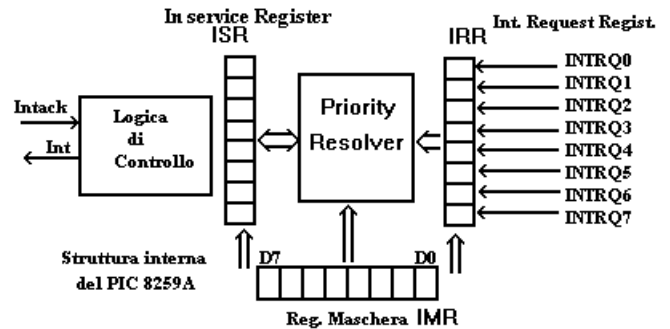 In service Register
ISR
IRR
Int. Request Regist.
Intack
Int
Logica
di
Controllo
Priority
Resolver
INTRQ0
INTRQ1
INTRQ2
INTRQ3
INTRQ4
INTRQ5
INTRQ6
INTRQ7
Struttura interna
del PIC 8259A
D7
D0
Reg. Maschera IMR